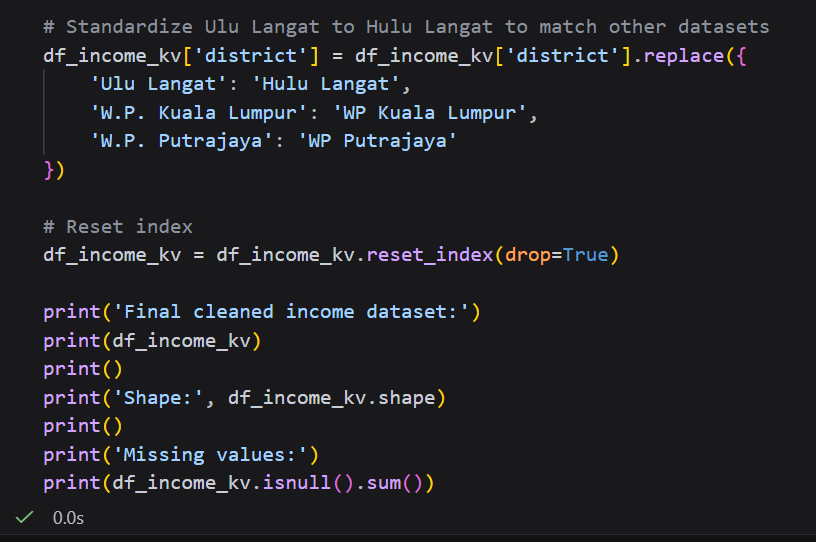 # Standardize Ulu Langat to Hulu Langat to match other datasets
df_income_kv['district'] = df_income_kv['district'].replace({
    'Ulu Langat': 'Hulu Langat',
    'W.P. Kuala Lumpur': 'WP Kuala Lumpur',
    'W.P. Putrajaya': 'WP Putrajaya'
})

# Reset index
df_income_kv = df_income_kv.reset_index(drop=True)

print('Final cleaned income dataset:')
print(df_income_kv)
print()
print('Shape:', df_income_kv.shape)
print()
print('Missing values:')
print(df_income_kv.isnull().sum())
0.0s